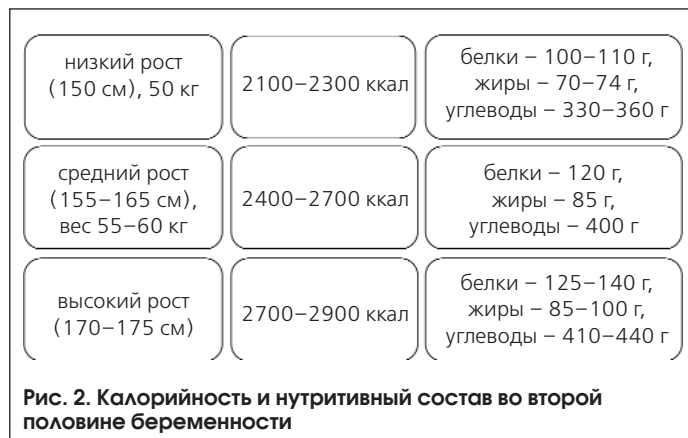 низкий рост
(150 см), 50 кг
2100–2300 ккал
белки – 100–110 г,
жиры – 70–74 г,
углеводы – 330–360 г
средний рост
(155–165 см),
вес 55–60 кг
2400–2700 ккал
белки – 120 г,
жиры – 85 г,
углеводы – 400 г
высокий рост
(170–175 см)
2700–2900 ккал
белки – 125–140 г,
жиры – 85–100 г,
углеводы – 410–440 г
Рис. 2. Калорийность и нутритивный состав во второй
половине беременности